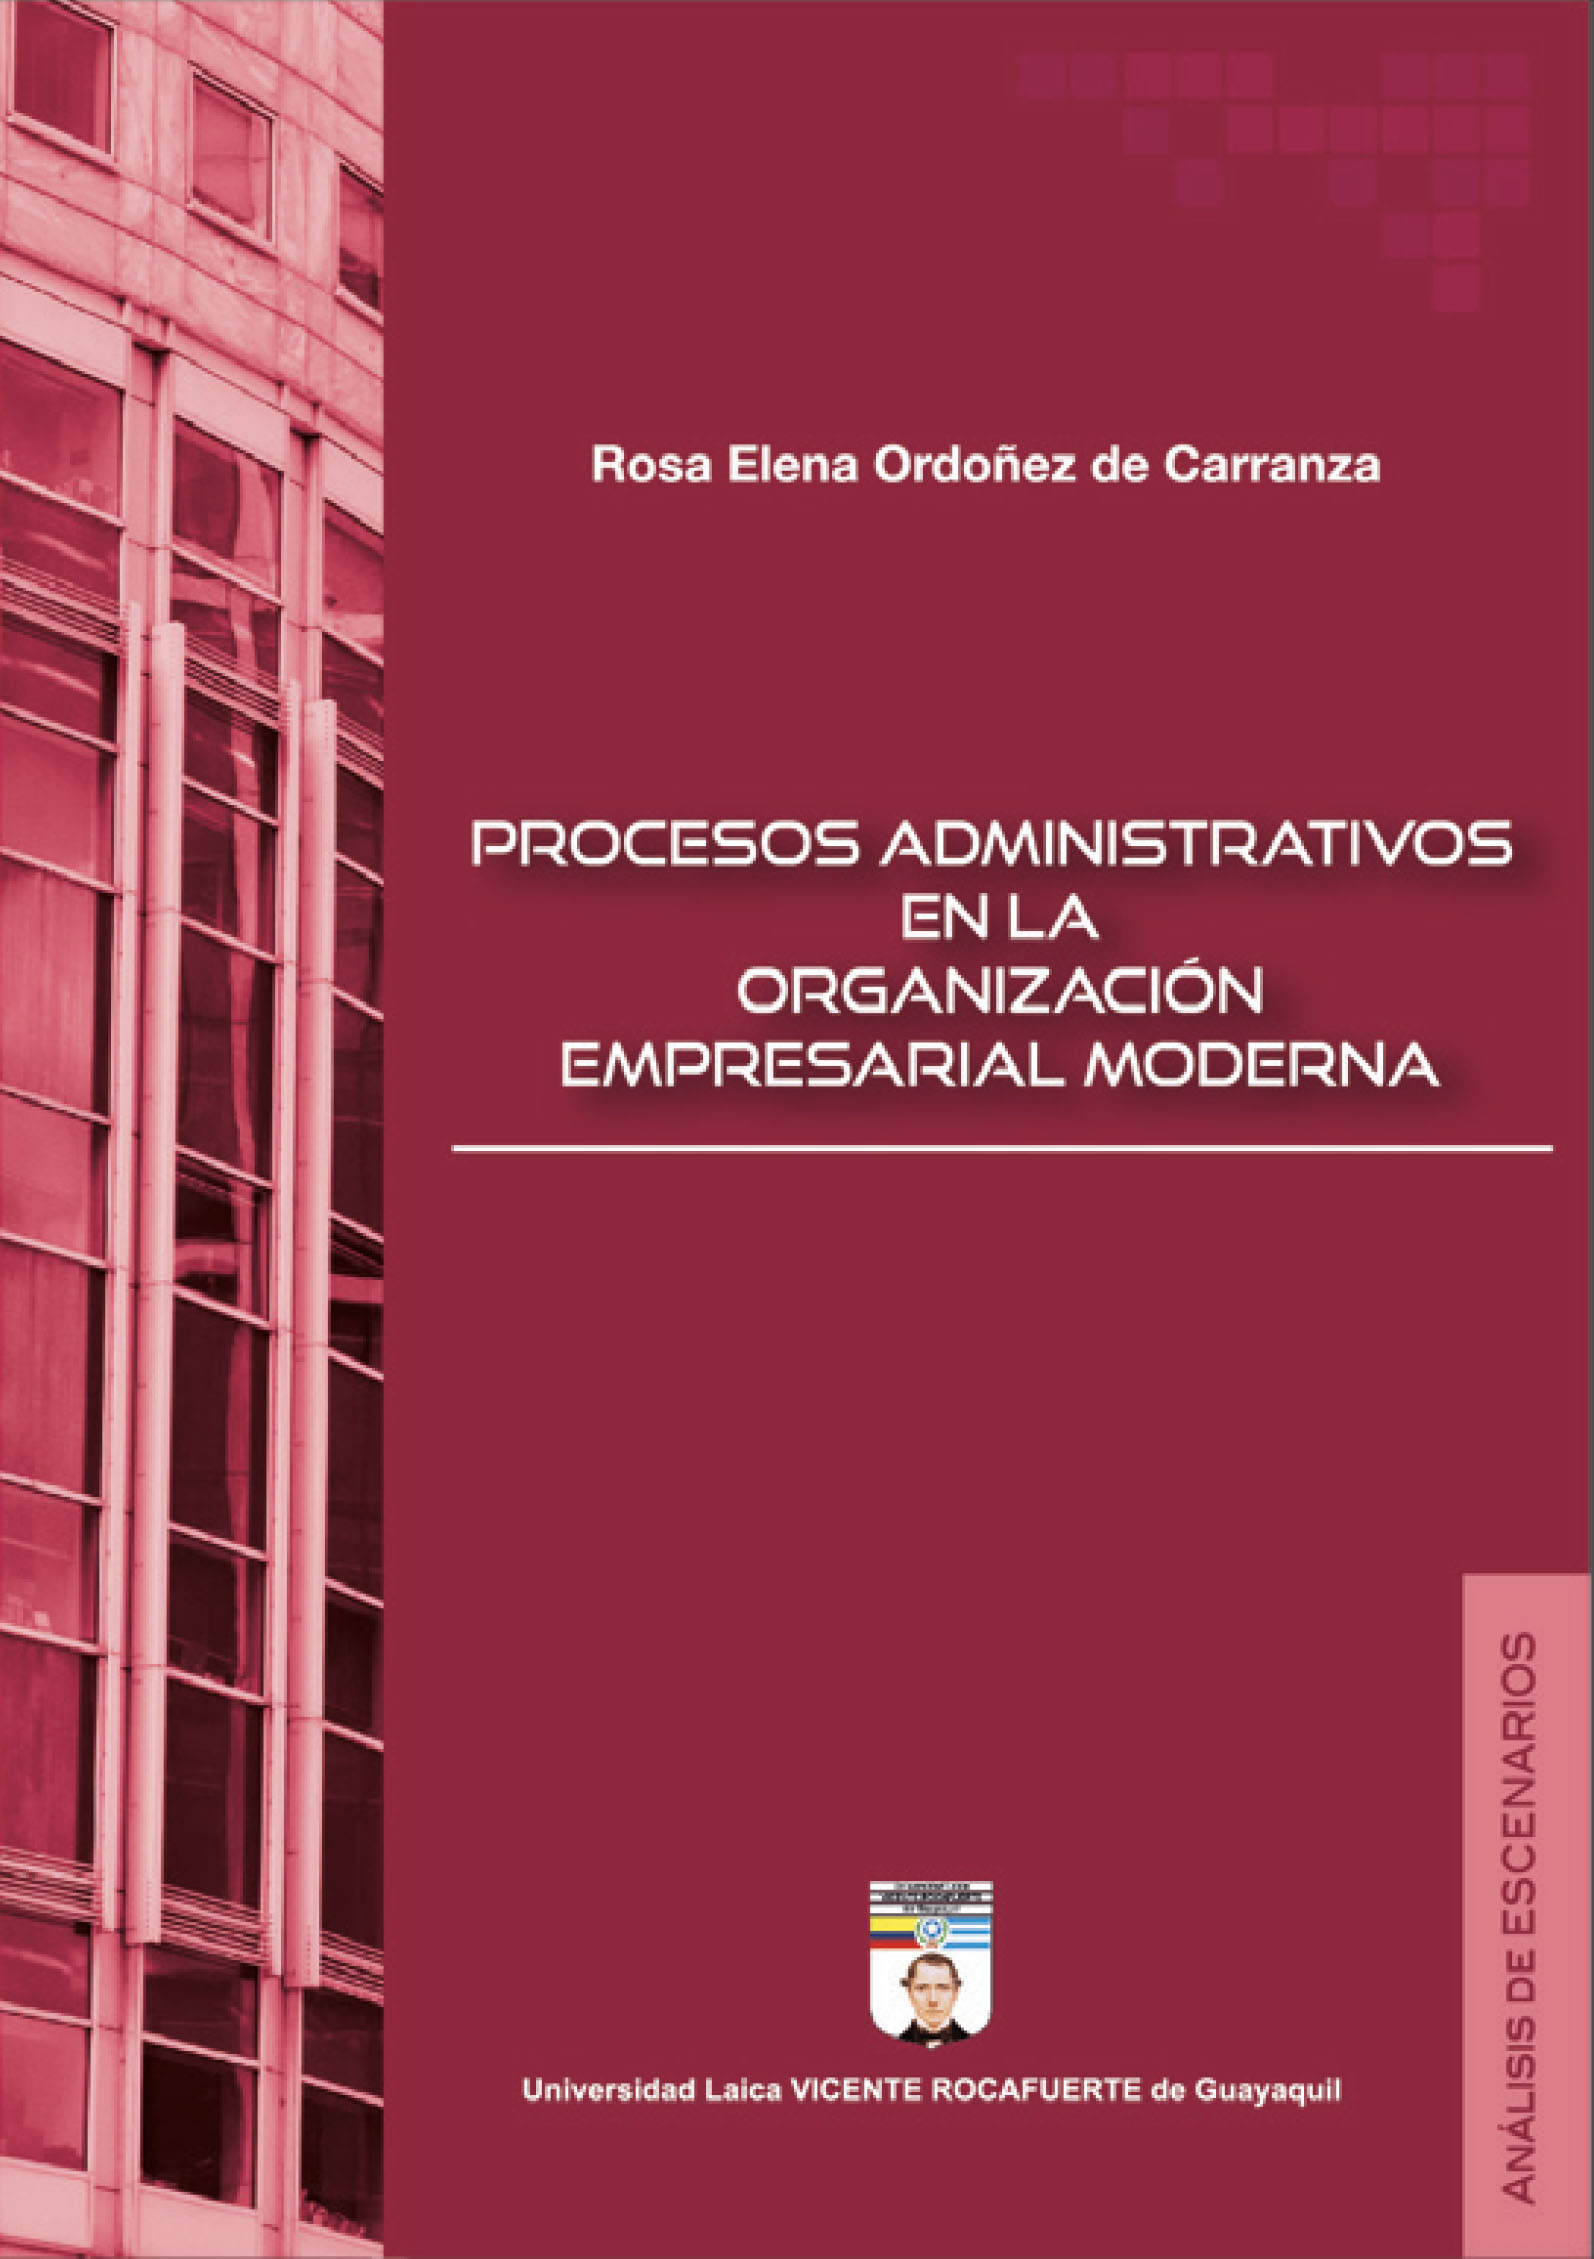 Rosa Elena Ordoñez de Carranza
PROCESOS ADMINISTRATIVOS
EN LA
ORGANIZACIÓN
EMPRESARIAL MODERNA
Universidad Laica VICENTE ROCAFUERTE de Guayaquil
ANÁLISIS DE ESCENARIOS